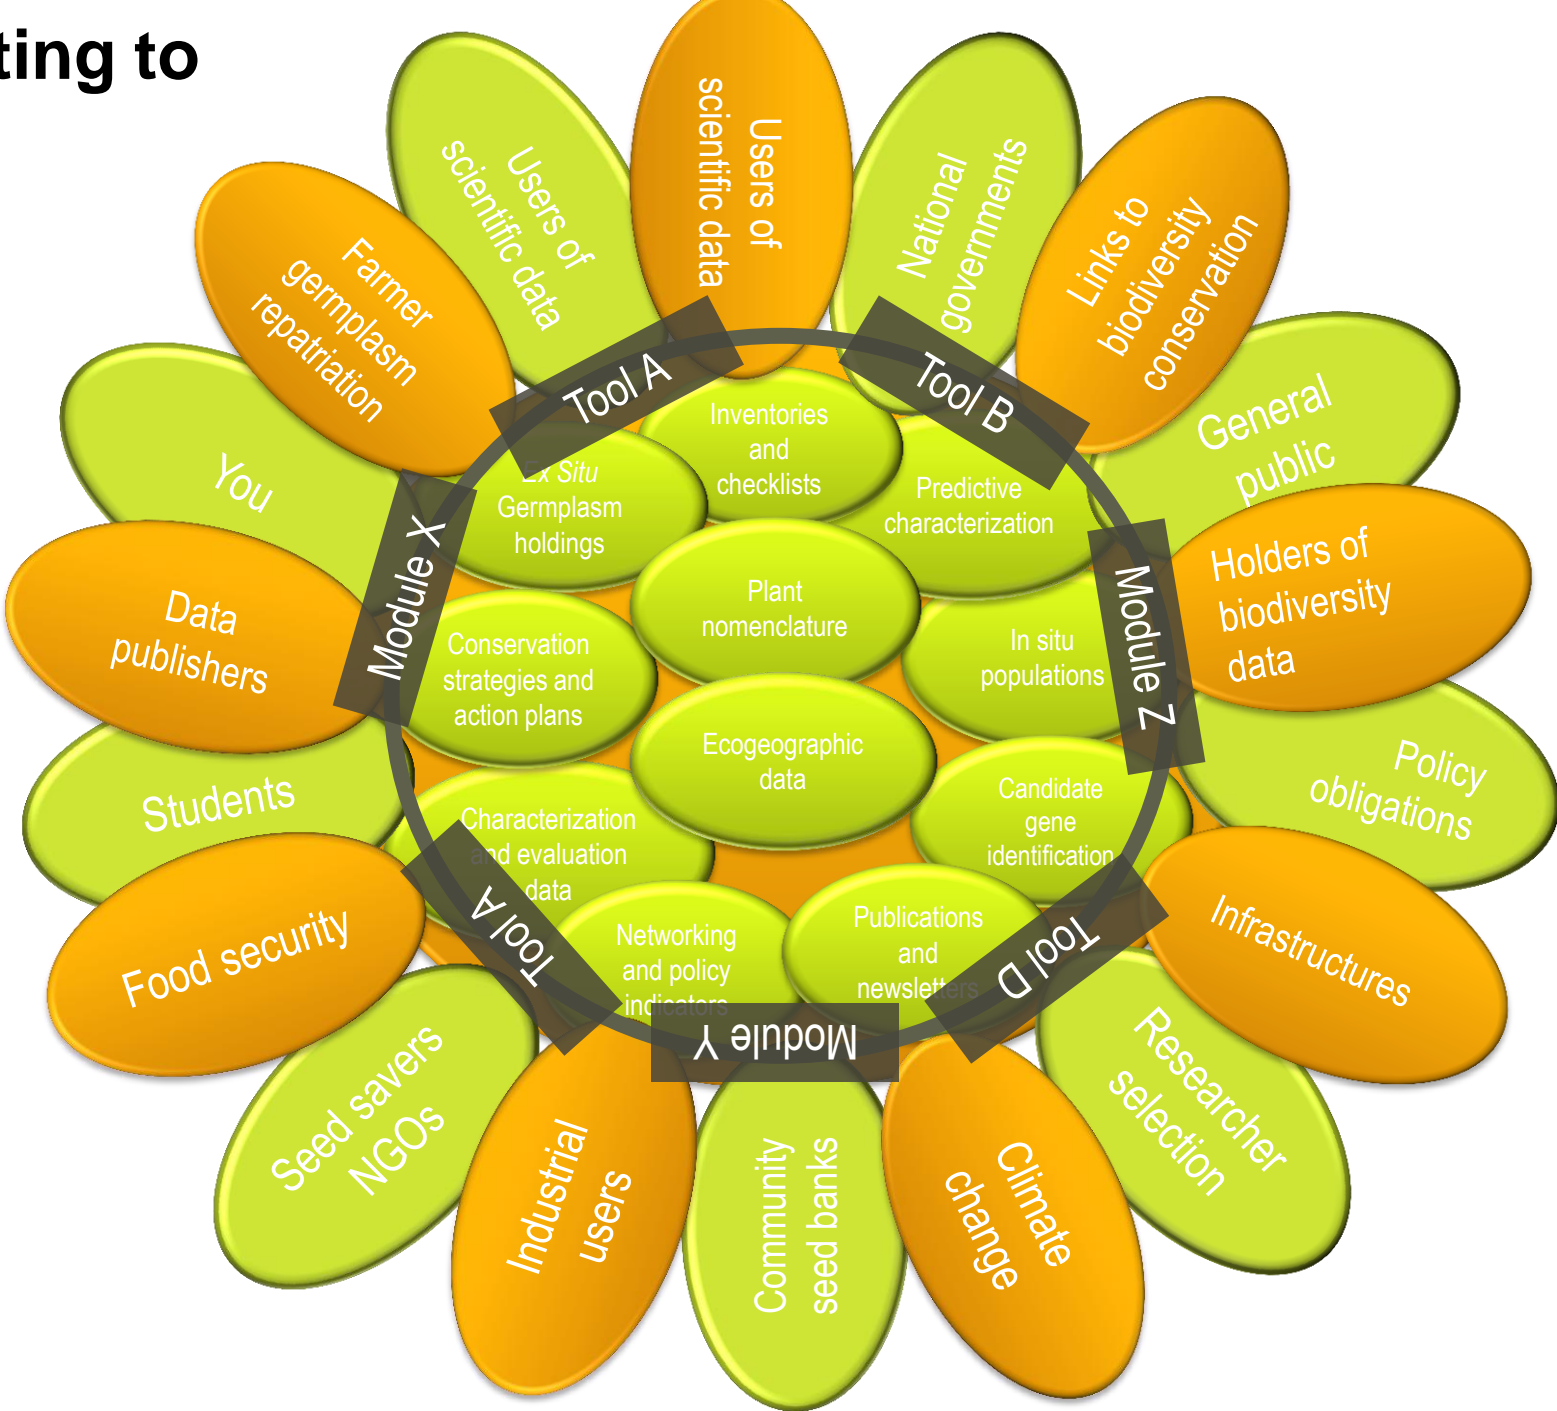 ting to
Users of
scientific data
Users of
scientific data
National
governments
Links to
biodiversity
conservation
General
public
Holders of
biodiversity
data
Policy
obligations
Infrastructures
Researcher
selection
Climate
change
Community
seed banks
Industrial
users
Seed savers
NGOs
Food security
Students
Data
publishers
You
Farmer
germplasm
repatriation
Tool A
Tool B
Module Z
Tool D
Module Y
Tool A
Module X
Inventories
and
checklists
Ex Situ
Germplasm
holdings
Predictive
characterization
Plant
nomenclature
Conservation
strategies and
action plans
In situ
populations
Ecogeographic
data
Candidate
gene
identification
Characterization
and evaluation
data
Networking
and policy
indicators
Publications
and
newsletters